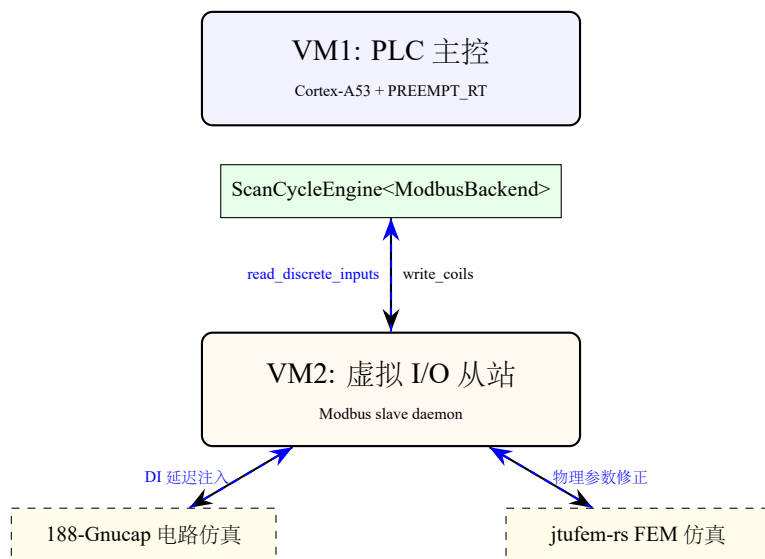 VM1: PLC 主控
Cortex-A53 + PREEMPT_RT
ScanCycleEngine<ModbusBackend>
read_discrete_inputs
write_coils
VM2: 虚拟 I/O 从站
Modbus slave daemon
DI 延迟注入
物理参数修正
188-Gnucap 电路仿真
jtufem-rs FEM 仿真